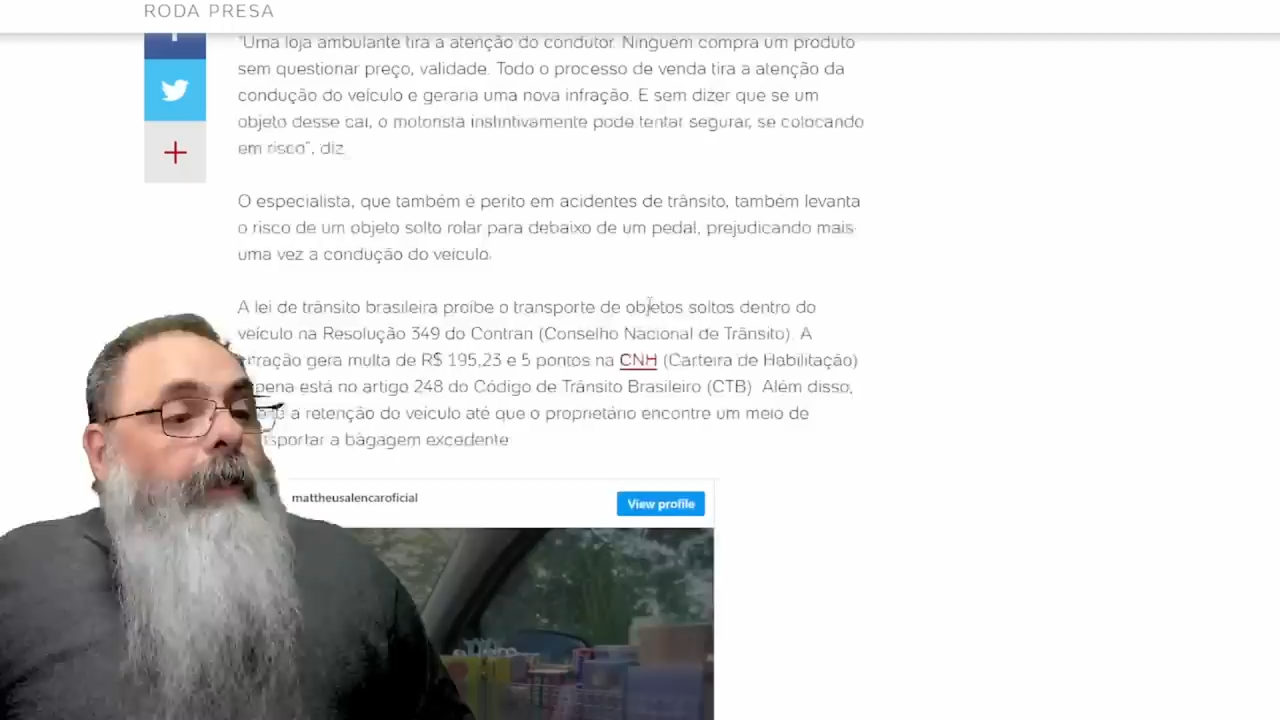 RODA PRESA
"Uma loja ambulante tira a atenção do condutor. Ninguém compra um produto
sem questionar preço, validade. Todo o processo de venda tira a atenção da
condução do veículo e geraria uma nova infração. E sem dizer que se um
objeto desse cai, o motorista instintivamente pode tentar segurar, se colocando
em risco", diz.
O especialista, que também é perito em acidentes de trânsito, também levanta
o risco de um objeto solto rolar para debaixo de um pedal, prejudicando mais
uma vez a condução do veículo.
A lei de trânsito brasileira proíbe o transporte de objetos soltos dentro do
veículo na Resolução 349 do Contran (Conselho Nacional de Trânsito). A
gera multa de R$ 195,23 e 5 pontos na CNH (Carteira de Habilitação)
pena está no artigo 248 do Código de Trânsito Brasileiro (CTB). Além disso,
a retenção do veículo até que o proprietário encontre um meio de
a bagagem excedente
mattheusalencaroficial
View profile